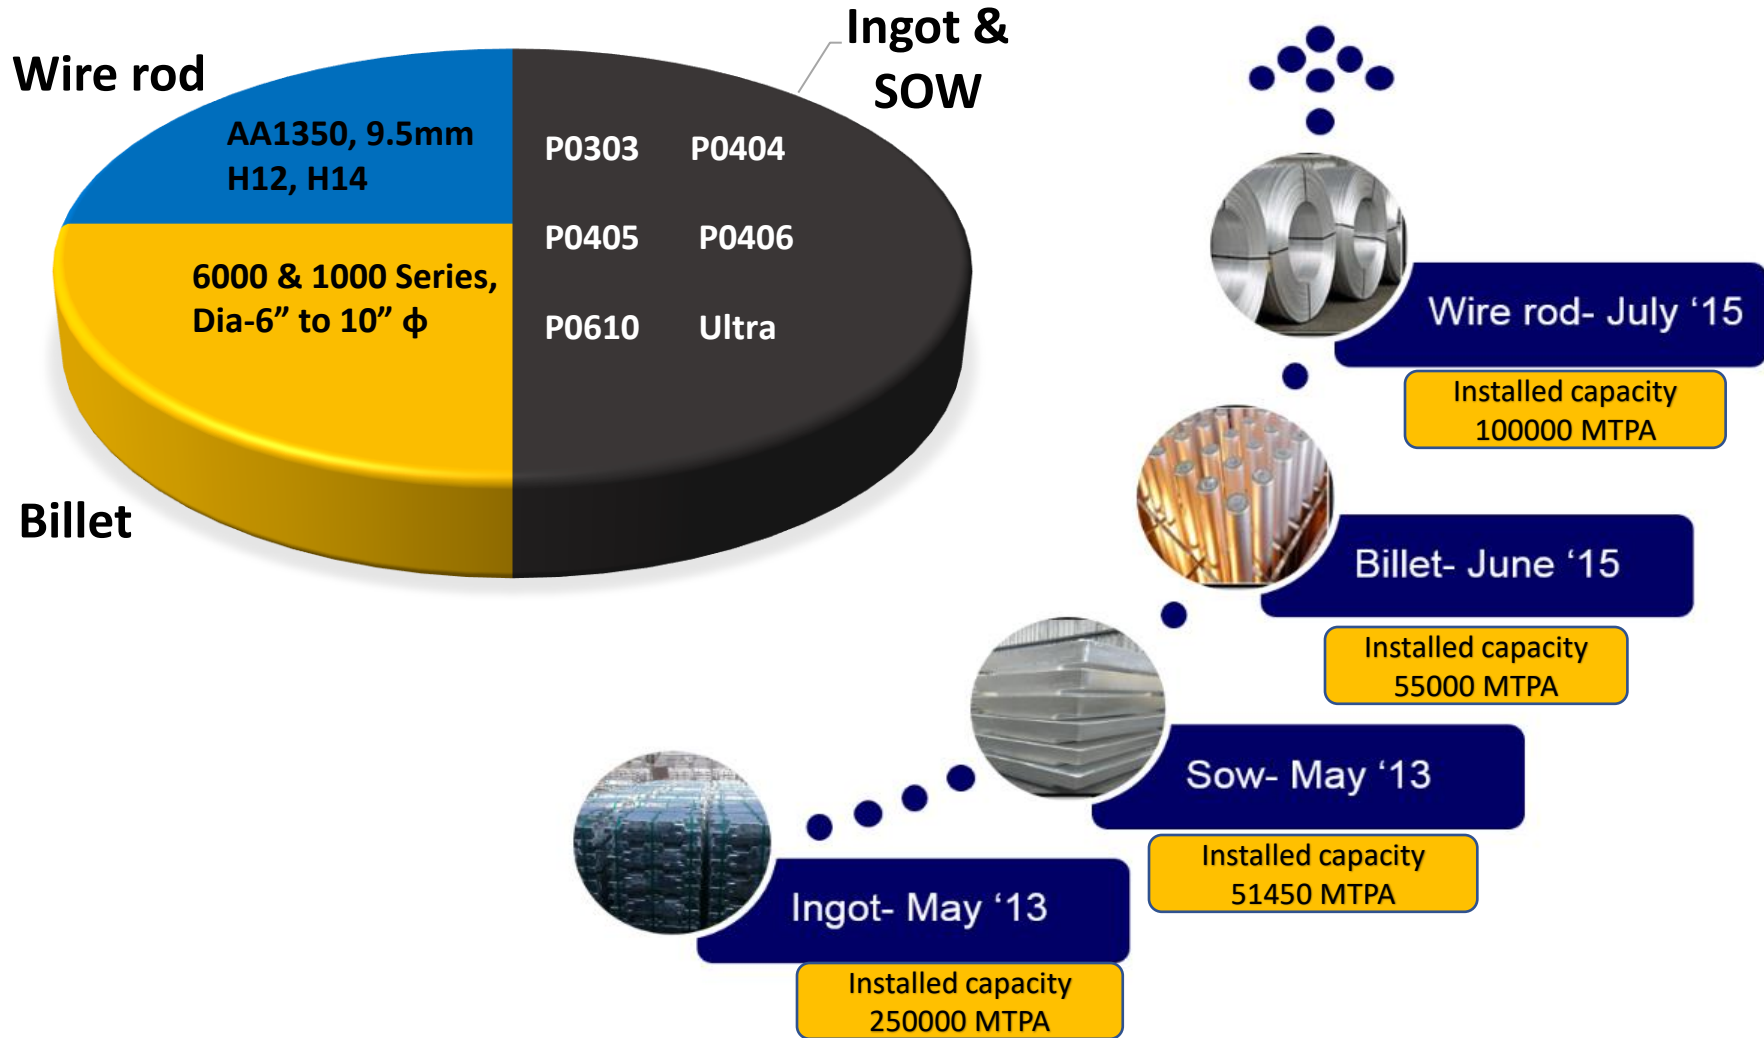 Wire rod
Ingot &
SOW
AA1350, 9.5mm
H12, H14
P0303 P0404
P0405 P0406
P0610 Ultra
6000 & 1000 Series,
Dia-6” to 10” ф
Billet
Wire rod- July ‘15
Installed capacity
100000 MTPA
Billet- June ‘15
Installed capacity
55000 MTPA
Sow- May ‘13
Installed capacity
51450 MTPA
Ingot- May ‘13
Installed capacity
250000 MTPA